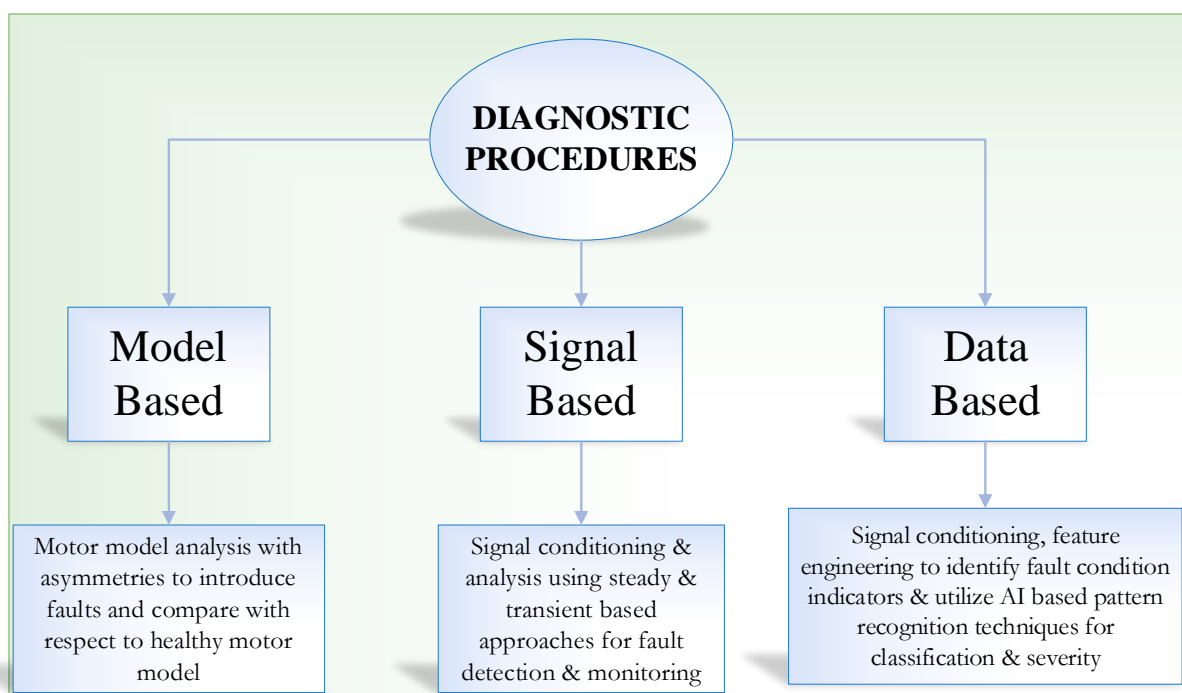 DIAGNOSTIC
PROCEDURES
Model
Based
Signal
Based
Data
Based
Motor model analysis with
asymmetries to introduce
faults and compare with
respect to healthy motor
model
Signal conditioning &
analysis using steady &
transient based
approaches for fault
detection & monitoring
Signal conditioning, feature
engineering to identify fault condition
indicators & utilize AI based pattern
recognition techniques for
classification & severity